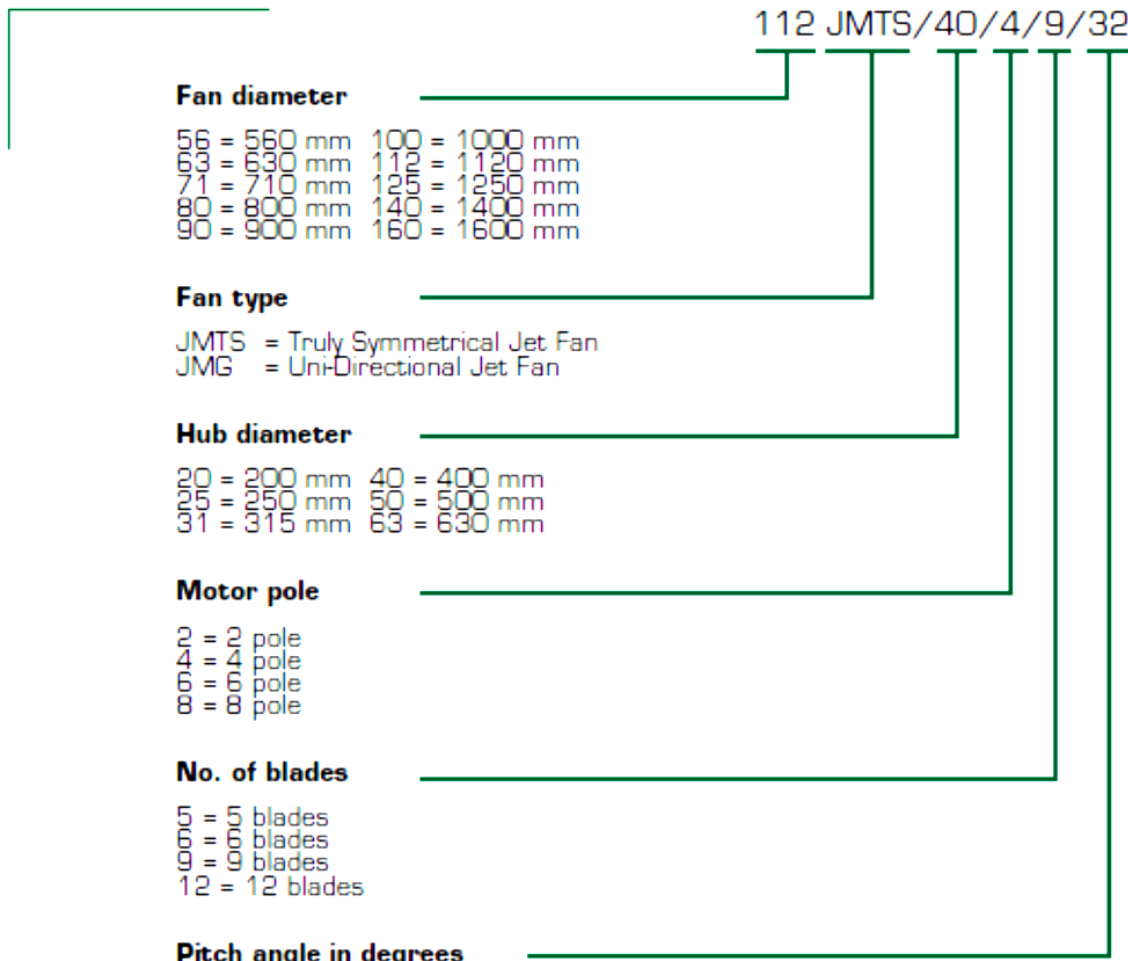 112 JMTS/40/4/9/32
Fan diameter
56 = 560 mm 100 = 1000 mm
63 = 630 mm 112 = 1120 mm
71 = 710 mm 125 = 1250 mm
80 = 800 mm 140 = 1400 mm
90 = 900 mm 160 = 1600 mm
Fan type
JMTS = Truly Symmetrical Jet Fan
JMG = Uni-Directional Jet Fan
Hub diameter
20 = 200 mm 40 = 400 mm
25 = 250 mm 50 = 500 mm
31 = 315 mm 63 = 630 mm
Motor pole
2 = 2 pole
4 = 4 pole
6 = 6 pole
8 = 8 pole
No. of blades
5 = 5 blades
6 = 6 blades
9 = 9 blades
12 = 12 blades
Pitch angle in degrees